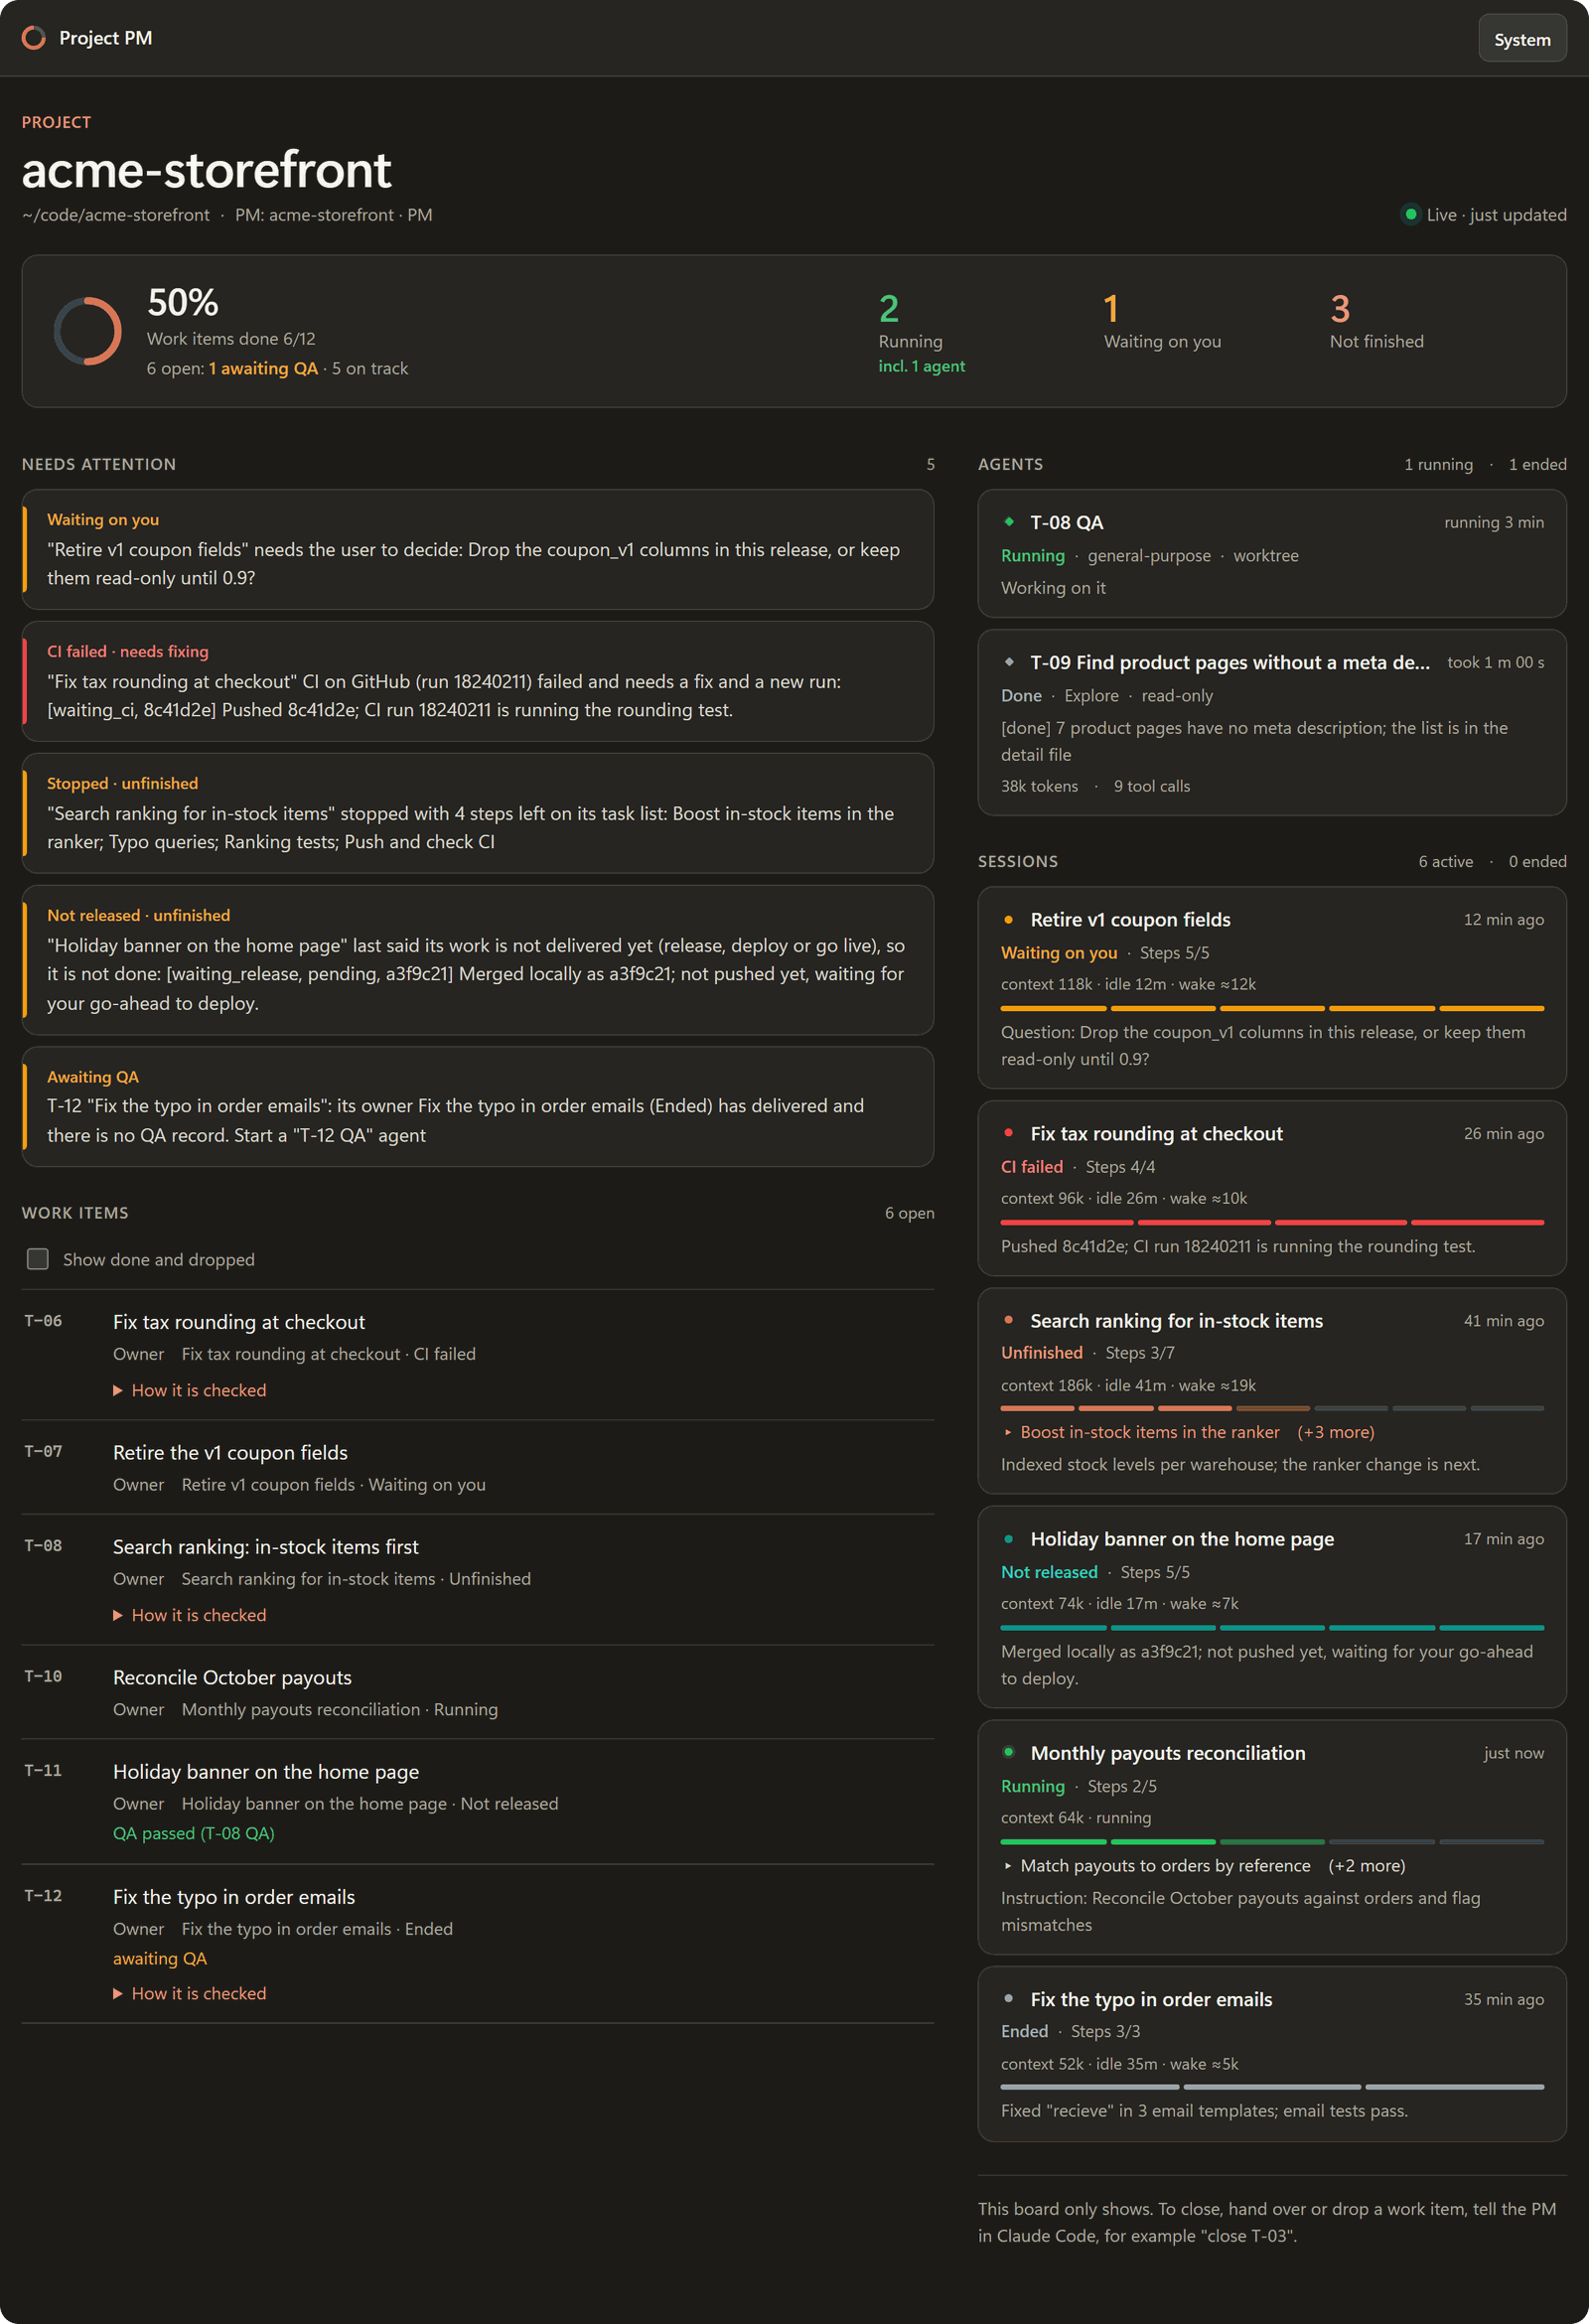 Project PM
System
PROJECT
acme-storefront
~/code/acme-storefront · PM: acme-storefront · PM
Live · just updated
50%
Work items done 6/12
6 open: 1 awaiting QA · 5 on track
2
Running
incl. 1 agent
1
Waiting on you
3
Not finished
NEEDS ATTENTION
5
Waiting on you
"Retire v1 coupon fields" needs the user to decide: Drop the coupon_v1 columns in this release, or keep
them read-only until 0.9?
CI failed · needs fixing
"Fix tax rounding at checkout" CI on GitHub (run 18240211) failed and needs a fix and a new run:
[waiting_ci, 8c41d2e] Pushed 8c41d2e; CI run 18240211 is running the rounding test.
Stopped · unfinished
"Search ranking for in-stock items" stopped with 4 steps left on its task list: Boost in-stock items in the
ranker; Typo queries; Ranking tests; Push and check CI
Not released · unfinished
"Holiday banner on the home page" last said its work is not delivered yet (release, deploy or go live), so
it is not done: [waiting_release, pending, a3f9c21] Merged locally as a3f9c21; not pushed yet, waiting for
your go-ahead to deploy.
Awaiting QA
T-12 "Fix the typo in order emails": its owner Fix the typo in order emails (Ended) has delivered and
there is no QA record. Start a "T-12 QA" agent
WORK ITEMS
6 open
Show done and dropped
T-06
Fix tax rounding at checkout
Owner Fix tax rounding at checkout · CI failed
▶ How it is checked
T-07
Retire the v1 coupon fields
Owner Retire v1 coupon fields · Waiting on you
T-08
Search ranking: in-stock items first
Owner Search ranking for in-stock items · Unfinished
▶ How it is checked
T-10
Reconcile October payouts
Owner Monthly payouts reconciliation · Running
T-11
Holiday banner on the home page
Owner Holiday banner on the home page · Not released
QA passed (T-08 QA)
T-12
Fix the typo in order emails
Owner Fix the typo in order emails · Ended
awaiting QA
▶ How it is checked
AGENTS
1 running · 1 ended
T-08 QA
running 3 min
Running · general-purpose · worktree
Working on it
T-09 Find product pages without a meta de...
took 1 m 00 s
Done · Explore · read-only
[done] 7 product pages have no meta description; the list is in the
detail file
38k tokens · 9 tool calls
SESSIONS
6 active · 0 ended
Retire v1 coupon fields
12 min ago
Waiting on you · Steps 5/5
context 118k · idle 12m · wake ≈12k
Question: Drop the coupon_v1 columns in this release, or keep them
read-only until 0.9?
Fix tax rounding at checkout
26 min ago
CI failed · Steps 4/4
context 96k · idle 26m · wake ≈10k
Pushed 8c41d2e; CI run 18240211 is running the rounding test.
Search ranking for in-stock items
41 min ago
Unfinished · Steps 3/7
context 186k · idle 41m · wake ≈19k
‣ Boost in-stock items in the ranker (+3 more)
Indexed stock levels per warehouse; the ranker change is next.
Holiday banner on the home page
17 min ago
Not released · Steps 5/5
context 74k · idle 17m · wake ≈7k
Merged locally as a3f9c21; not pushed yet, waiting for your go-ahead
to deploy.
Monthly payouts reconciliation
just now
Running · Steps 2/5
context 64k · running
‣ Match payouts to orders by reference (+2 more)
Instruction: Reconcile October payouts against orders and flag
mismatches
Fix the typo in order emails
35 min ago
Ended · Steps 3/3
context 52k · idle 35m · wake ≈5k
Fixed "recieve" in 3 email templates; email tests pass.
This board only shows. To close, hand over or drop a work item, tell the PM
in Claude Code, for example "close T-03".